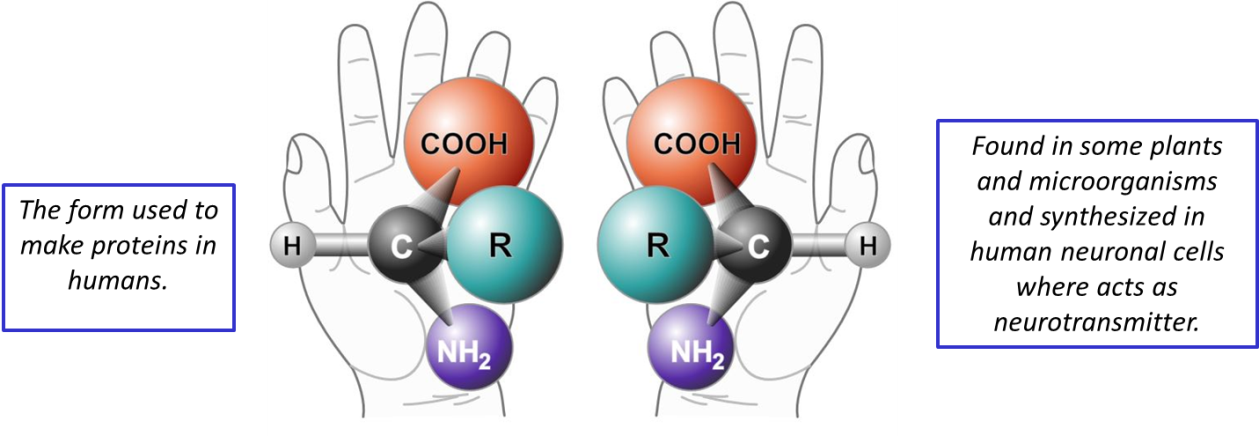 The form used to
make proteins in
humans.
COOH
H
C
R
NH₂
COOH
R
C
H
NH₂
Found in some plants
and microorganisms
and synthesized in
human neuronal cells
where acts as
neurotransmitter.